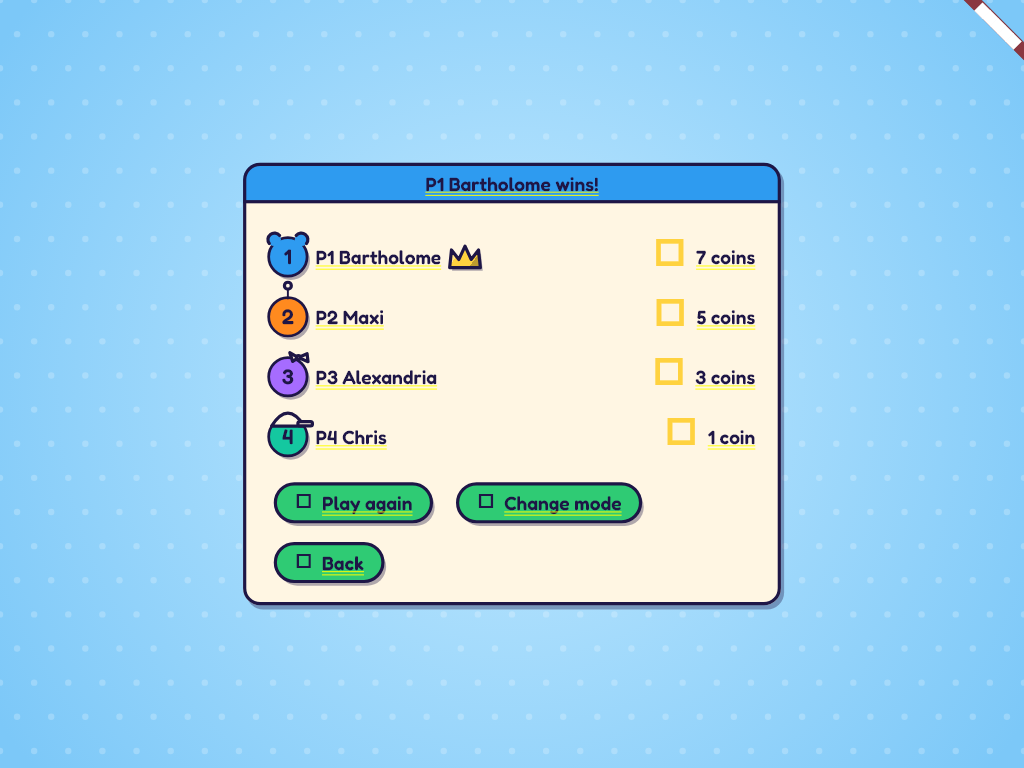 P1 Bartholome wins!
1 P1 Bartholome 7 coins
2 P2 Maxi 5 coins
3 P3 Alexandria 3 coins
4 P4 Chris 1 coin
Play again Change mode
Back